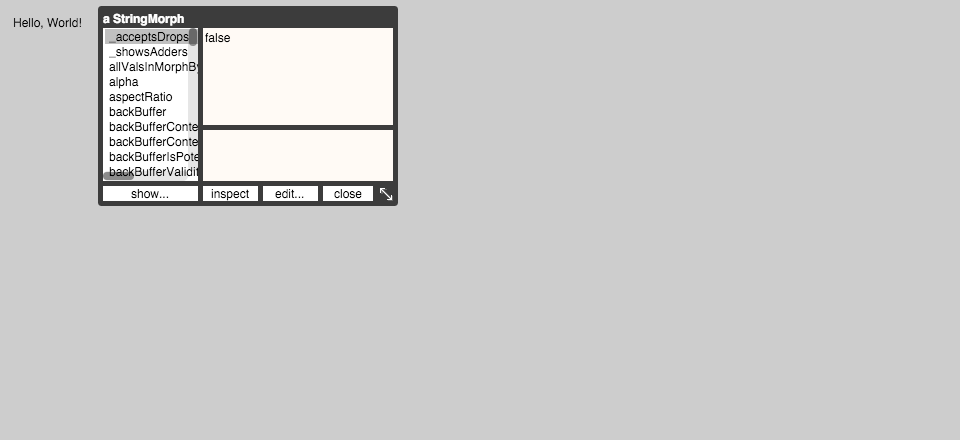 Hello, World!
a StringMorph
_acceptsDrops
_showsAdders
allValsInMorphBy
alpha
aspectRatio
backBuffer
backBufferConte
backBufferConte
backBufferIsPote
backBufferValidit
false
show...
inspect
edit...
close